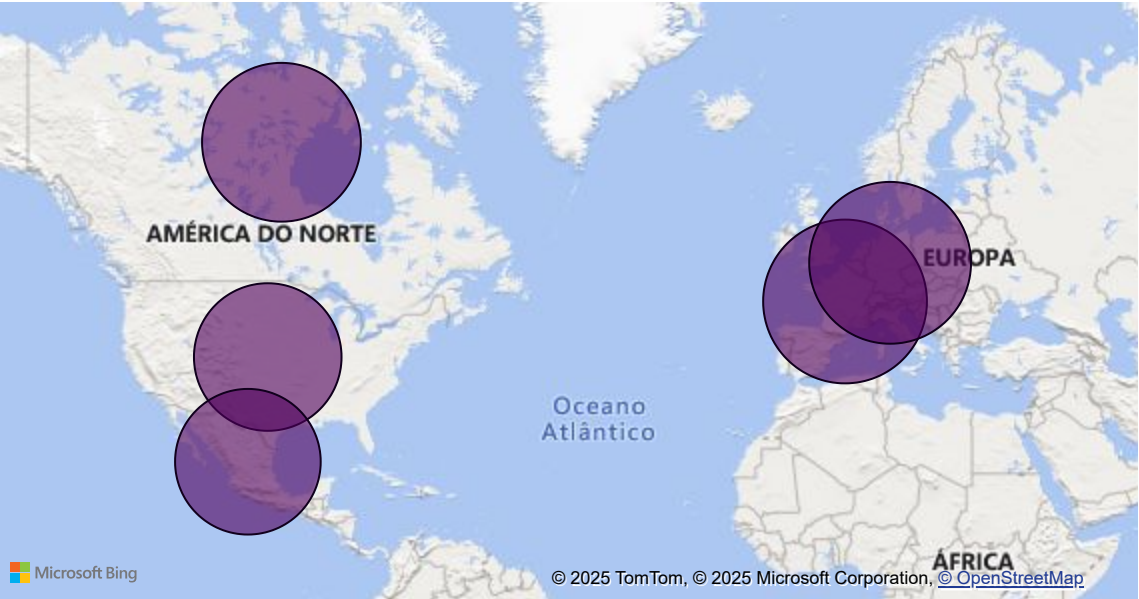 AMÉRICA DO NORTE
EUROPA
Oceano
Atlântico
ÁFRICA
Microsoft Bing
© 2025 TomTom, © 2025 Microsoft Corporation, © OpenStreetMap